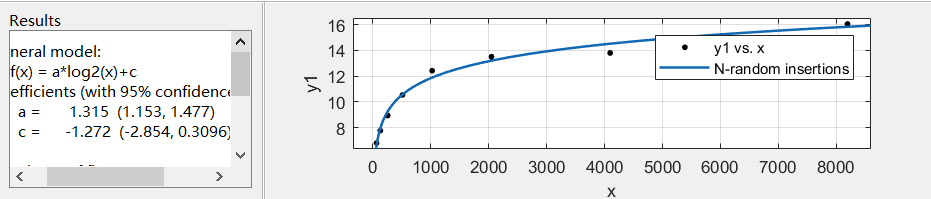 Results
neral model:
f(x) = a*log2(x)+c
efficients (with 95% confidence
a = 1.315 (1.153, 1.477)
c = -1.272 (-2.854, 0.3096)
16
14
12
10
8
y1
y1 vs. x
N-random insertions
0 1000 2000 3000 4000 5000 6000 7000 8000
x